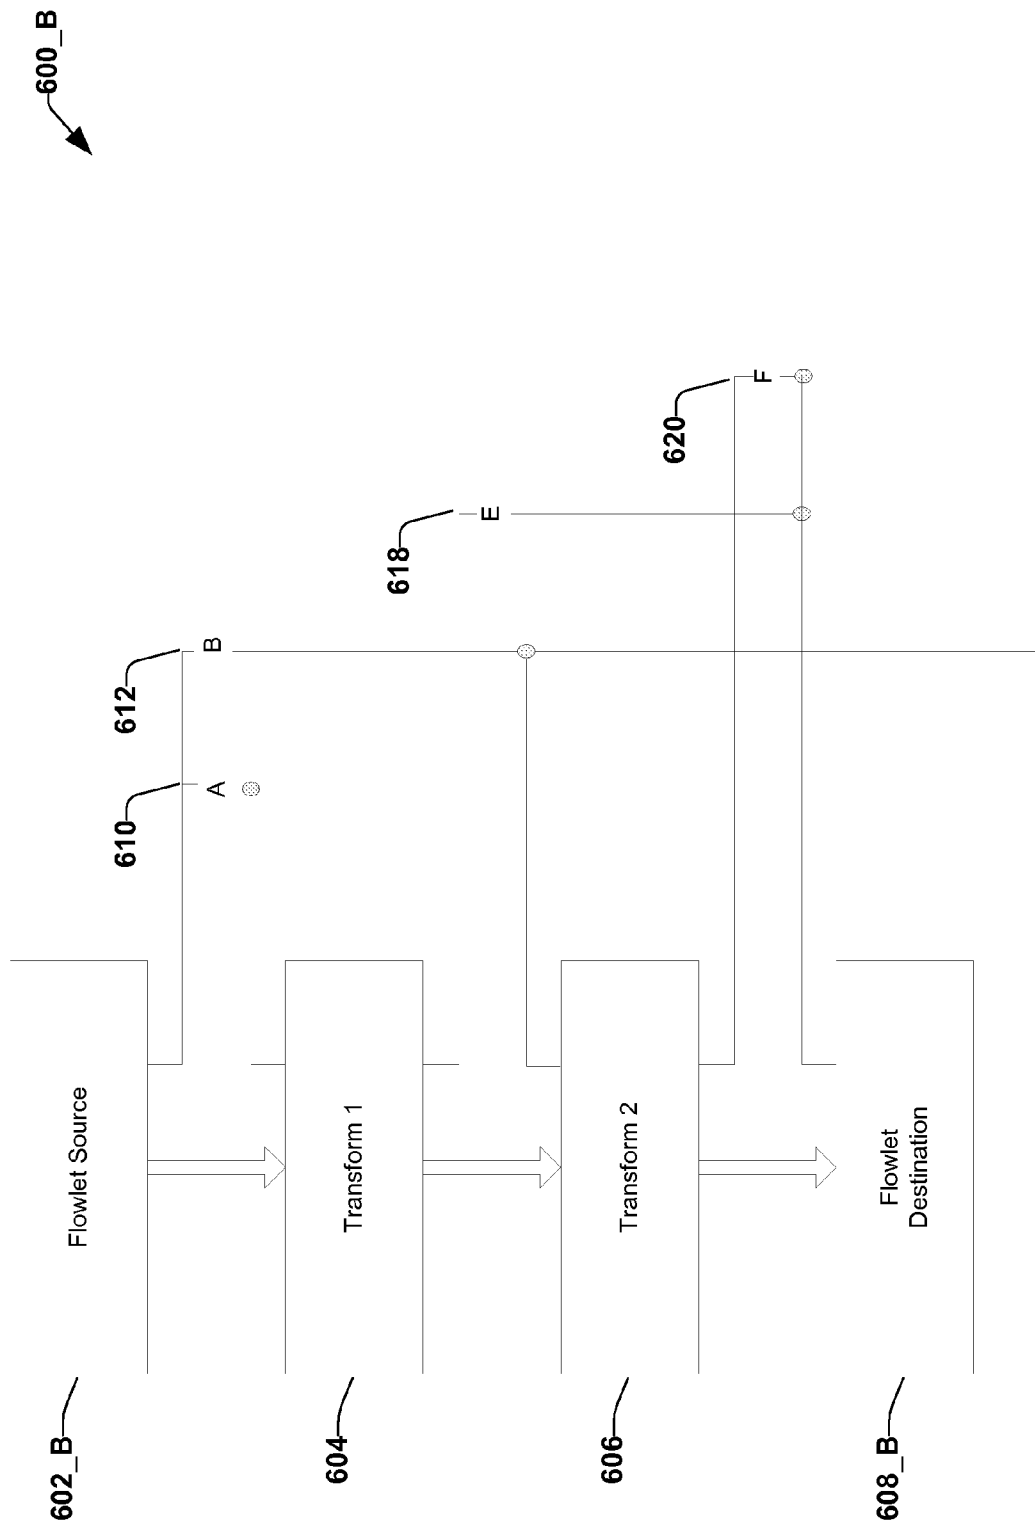 600_B
602_B
Flowlet Source
610
A
612
B
604
Transform 1
618
E
606
Transform 2
620
F
608_B
Flowlet
Destination